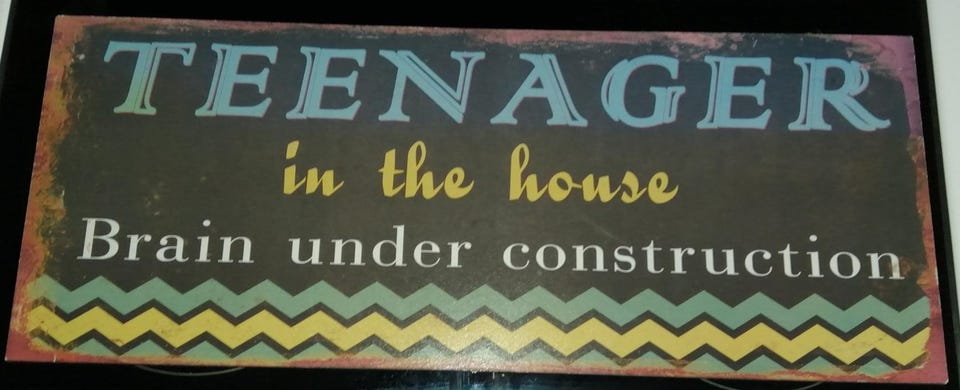 TEENAGER
in the house
Brain under construction